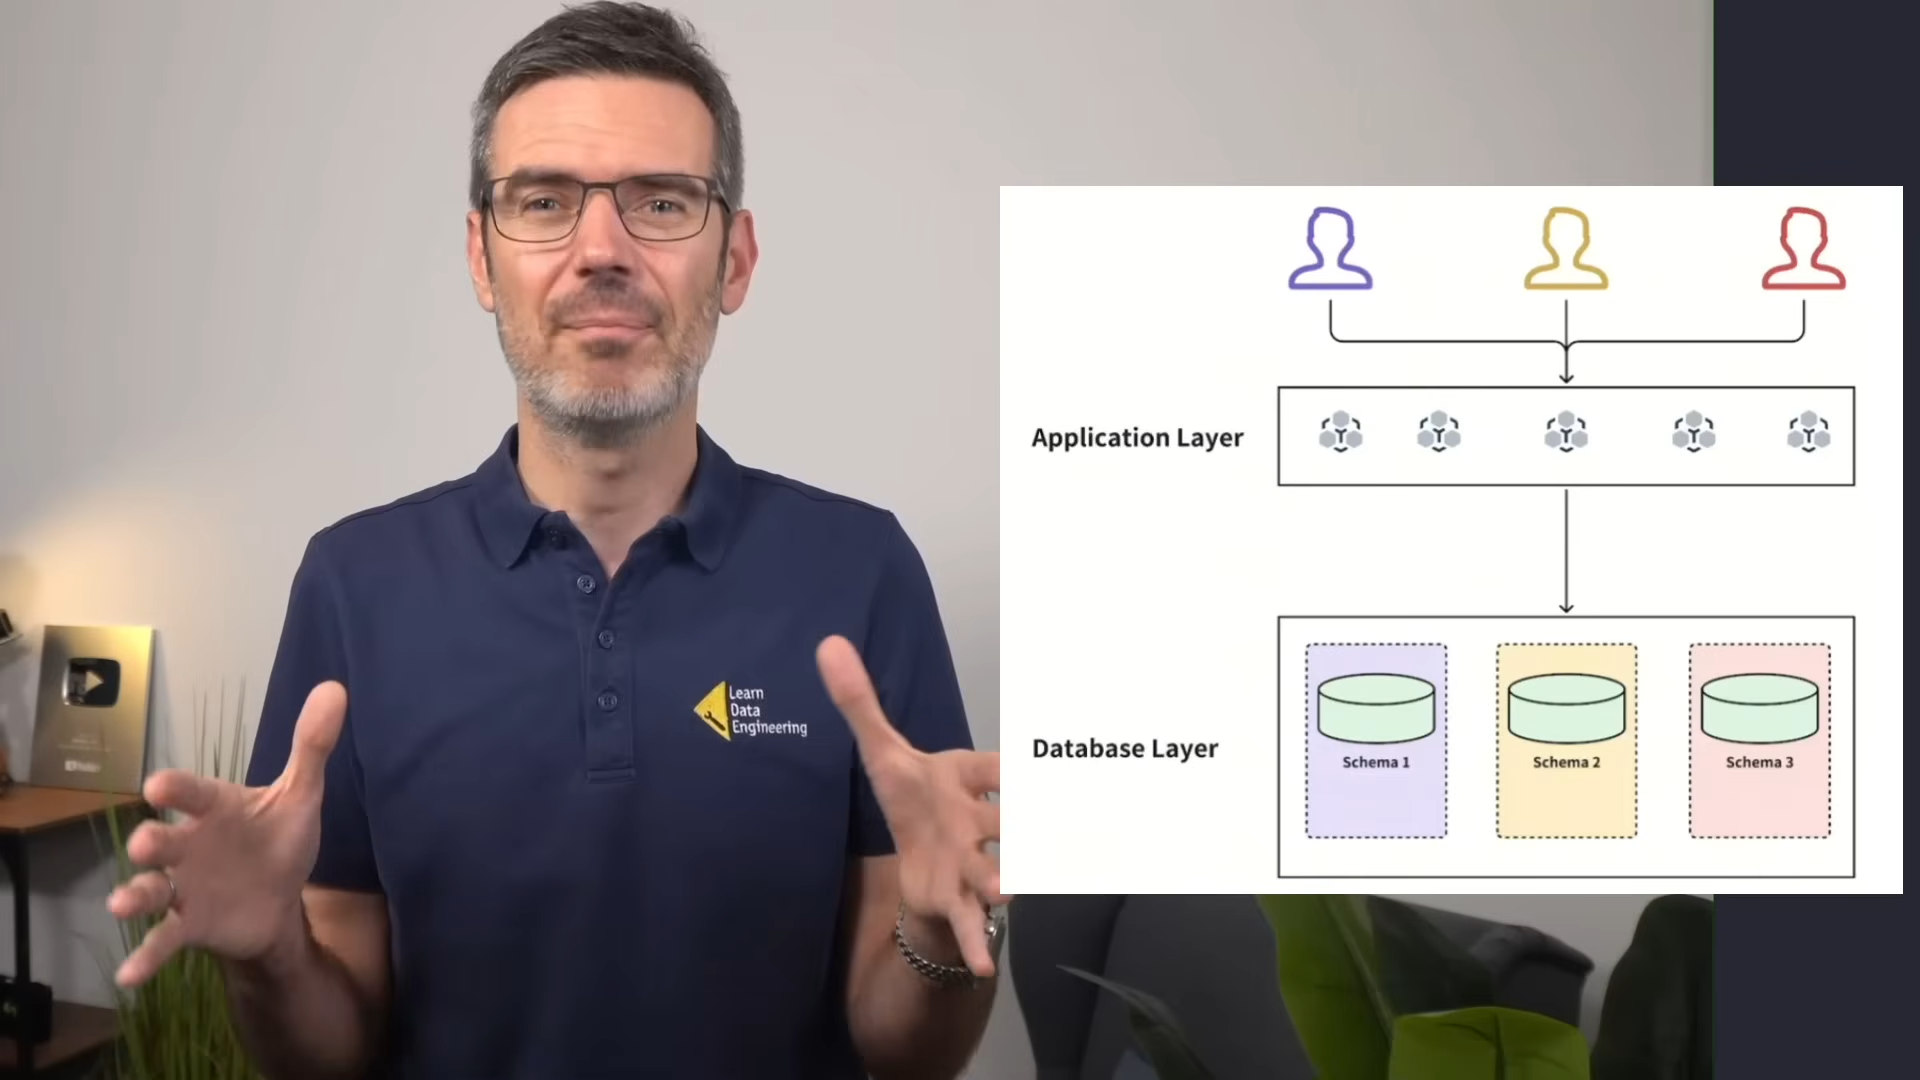 Learn
Data
Engineering
Application Layer
Database Layer
Schema 1
Schema 2
Schema 3